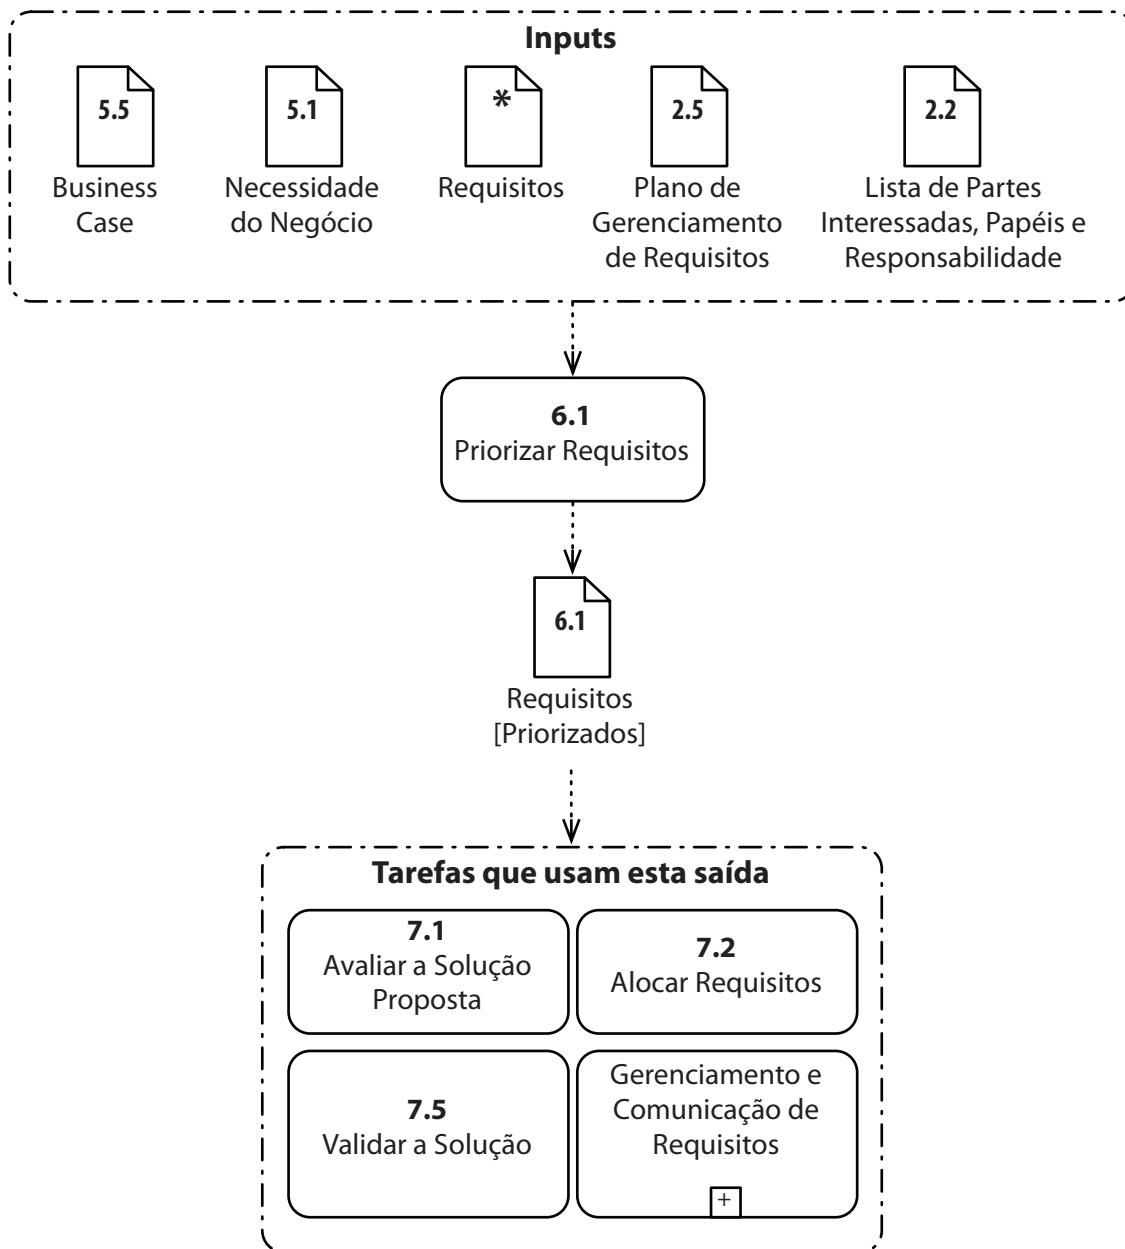 Inputs
5.5
Business
Case
5.1
Necessidade
do Negócio
*
Requisitos
2.5
Plano de
Gerenciamento
de Requisitos
2.2
Lista de Partes
Interessadas, Papéis e
Responsabilidade
6.1
Priorizar Requisitos
6.1
Requisitos
[Priorizados]
Tarefas que usam esta saída
7.1
Avaliar a Solução
Proposta
7.2
Alocar Requisitos
7.5
Validar a Solução
Gerenciamento e
Comunicação de
Requisitos
+